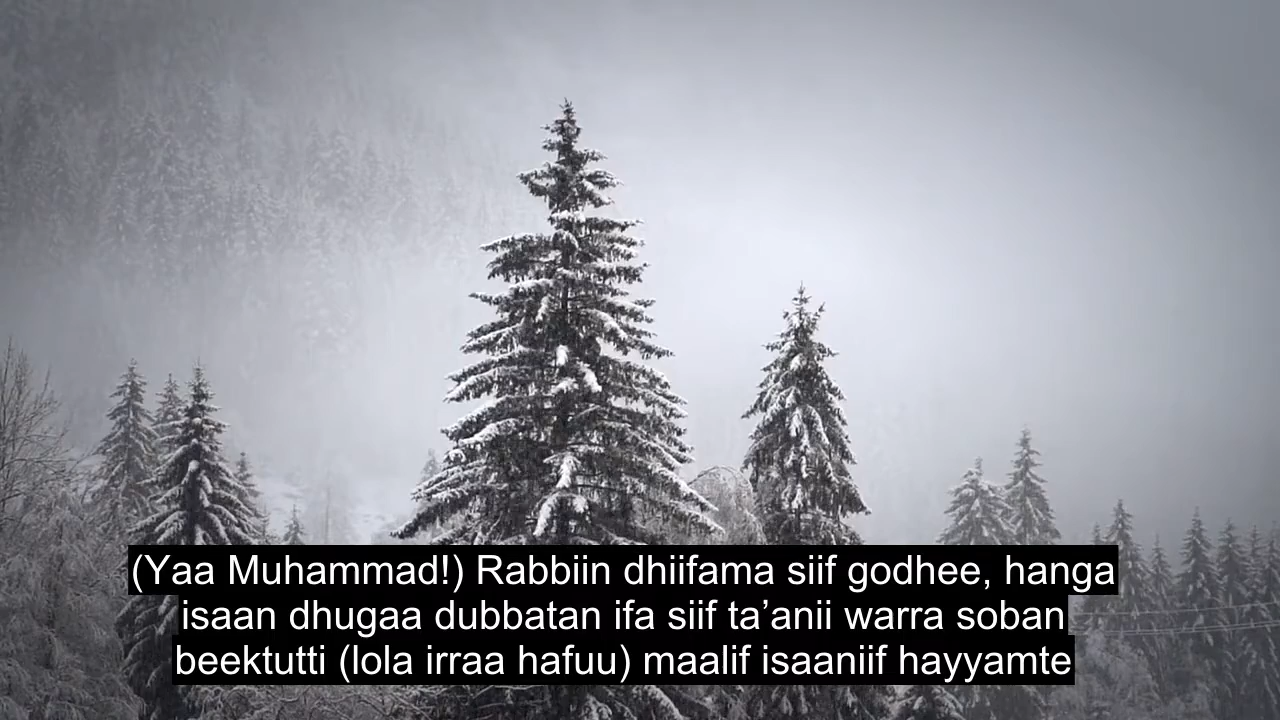 (Yaa Muhammad!) Rabbiin dhiifama siif godhee, hanga
isaan dhugaa dubbatan ifa siif ta’anii warra soban
beektutti (lola irraa hafuu) maalif isaaniif hayyamte